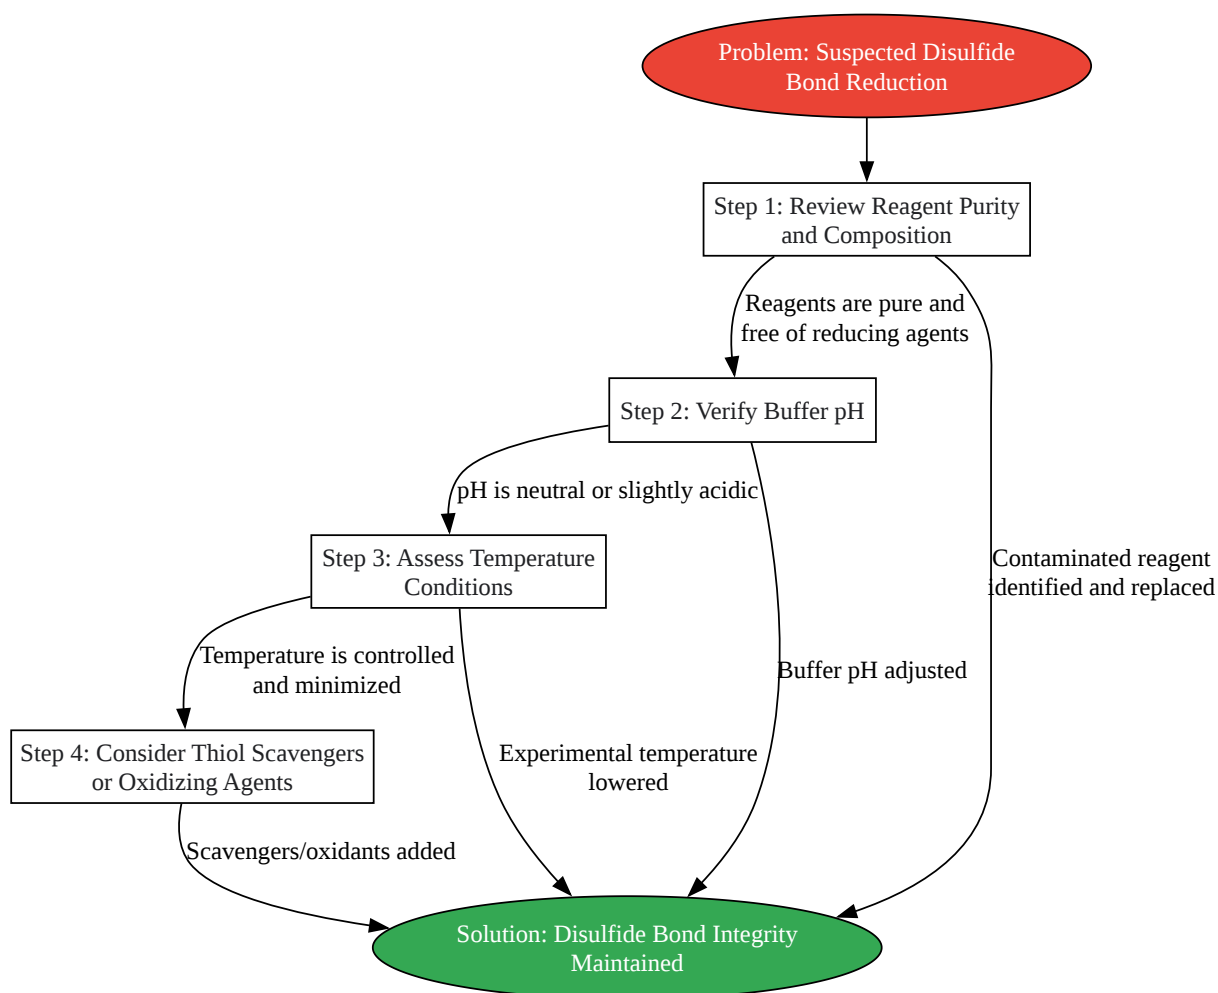 Problem: Suspected Disulfide
Bond Reduction
Step 1: Review Reagent Purity
and Composition
Reagents are pure and
free of reducing agents
Step 2: Verify Buffer pH
pH is neutral or slightly acidic
Step 3: Assess Temperature
Conditions
Contaminated reagent
identified and replaced
Temperature is controlled
and minimized
Buffer pH adjusted
Step 4: Consider Thiol Scavengers
or Oxidizing Agents
Experimental temperature
lowered
Scavengers/oxidants added
Solution: Disulfide Bond Integrity
Maintained